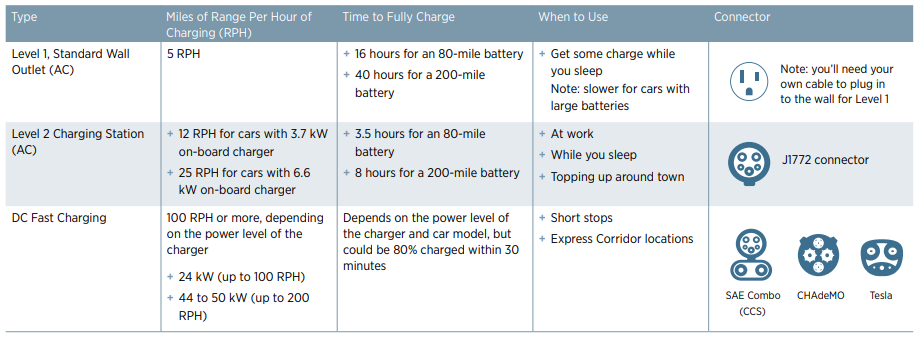 Type
Miles of Range Per Hour of
Charging (RPH)
Time to Fully Charge
When to Use
Connector
Level 1, Standard Wall
Outlet (AC)
5 RPH
+ 16 hours for an 80-mile battery
+ 40 hours for a 200-mile
battery
+ Get some charge while
you sleep
Note: slower for cars with
large batteries
Note: you'll need your
own cable to plug in
to the wall for Level 1
Level 2 Charging Station
(AC)
+ 12 RPH for cars with 3.7 kW
on-board charger
+ 25 RPH for cars with 6.6
kW on-board charger
+ 3.5 hours for an 80-mile
battery
+ 8 hours for a 200-mile battery
+ At work
+ While you sleep
+ Topping up around town
J1772 connector
DC Fast Charging
100 RPH or more, depending
on the power level of the
charger
+ 24 kW (up to 100 RPH)
+ 44 to 50 kW (up to 200
RPH)
Depends on the power level of
the charger and car model, but
could be 80% charged within 30
minutes
+ Short stops
+ Express Corridor locations
SAE Combo
(CCS)
CHAdeMO
Tesla